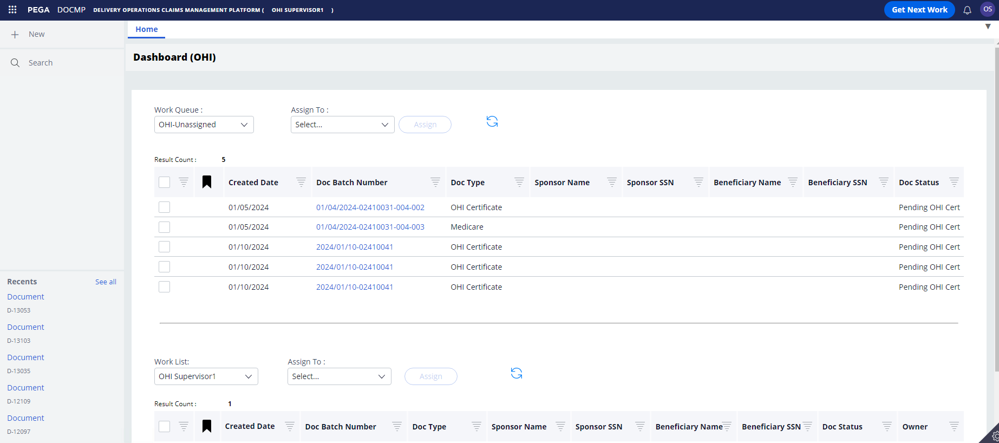 PEGA DOCMP DELIVERY OPERATIONS CLAIMS MANAGEMENT PLATFORM ( OHI SUPERVISOR1 ) Get Next Work OS
New
Search
Recents See all
Document
D-13053
Document
D-13103
Document
D-13035
Document
D-12109
Document
D-12097
Home
Dashboard (OHI)
Work Queue : Assign To :
OHI-Unassigned Select... Assign
Result Count : 5
Created Date Doc Batch Number Doc Type Sponsor Name Sponsor SSN Beneficiary Name Beneficiary SSN Doc Status
01/05/2024 01/04/2024-02410031-004-002 OHI Certificate Pending OHI Cert
01/05/2024 01/04/2024-02410031-004-003 Medicare Pending OHI Cert
01/10/2024 2024/01/10-02410041 OHI Certificate Pending OHI Cert
01/10/2024 2024/01/10-02410041 OHI Certificate Pending OHI Cert
01/10/2024 2024/01/10-02410041 OHI Certificate Pending OHI Cert
Work List: Assign To :
OHI Supervisor1 Select... Assign
Result Count : 1
Created Date Doc Batch Number Doc Type Sponsor Name Sponsor SSN Beneficiary Name Beneficiary SSN Doc Status Owner